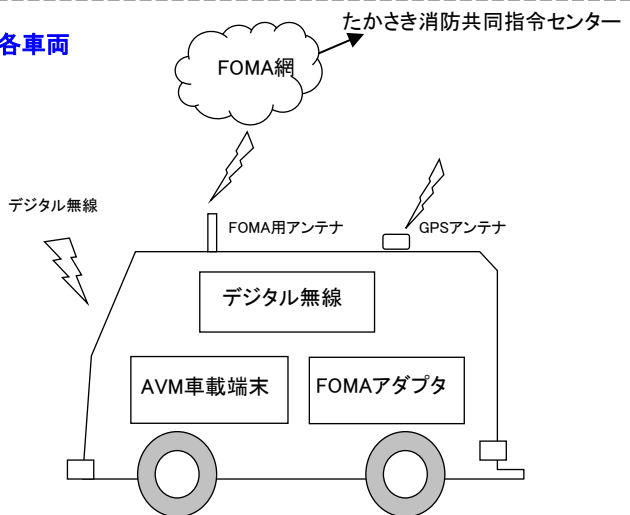 たかさき消防共同指令センター
各車両
FOMA網
デジタル無線
FOMA用アンテナ
GPSアンテナ
デジタル無線
AVM車載端末
FOMAアダプタ